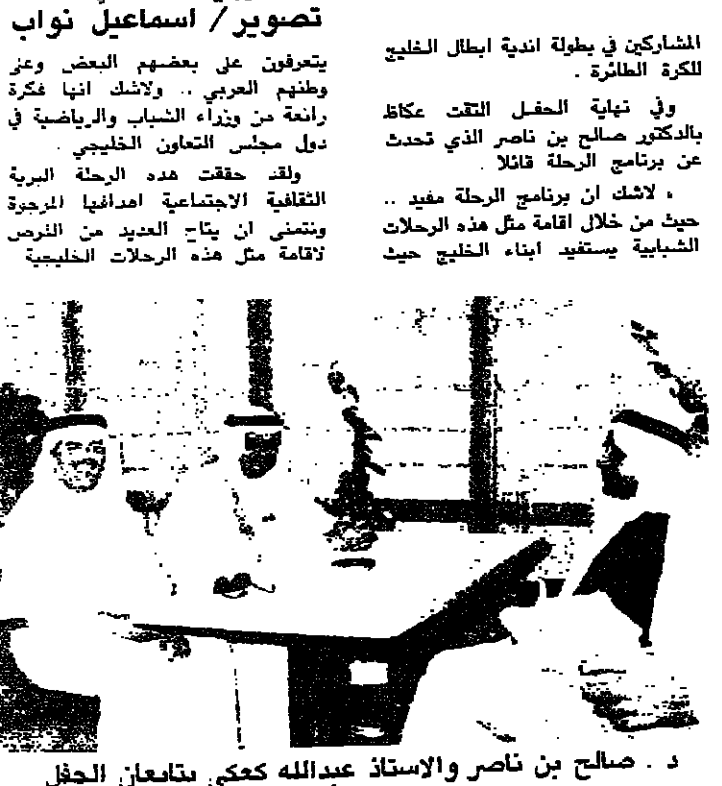 تصوير / اسماعيل نواب
المشاركين في بطولة اندية ابطال الخليج
للكرة الطائرة .
وفي نهاية الحفل التقت عكاظ
بالدكتور صالح بن ناصر الذي تحدث
عن برنامج الرحلة قائلا .
، لاشك ان برنامج الرحلة مفيد ..
حيث من خلال اقامة مثل هذه الرحلات
الشبابية يستفيد ابناء الخليج حيث
يتعرفون على بعضهم البعض وعن
وطنهم العربي .. ولاشك انها فكرة
رائعة من وزراء الشباب والرياضة في
دول مجلس التعاون الخليجي .
ولقد حققت هذه الرحلة البرية
الثقافية الاجتماعية اهدافها المرجوة
ونتمنى ان يتاح العديد من الفرص
لاقامة مثل هذه الرحلات الخليجية
د . صالح بن ناصر والاستاذ عبدالله كعكي يتابعان الحفل